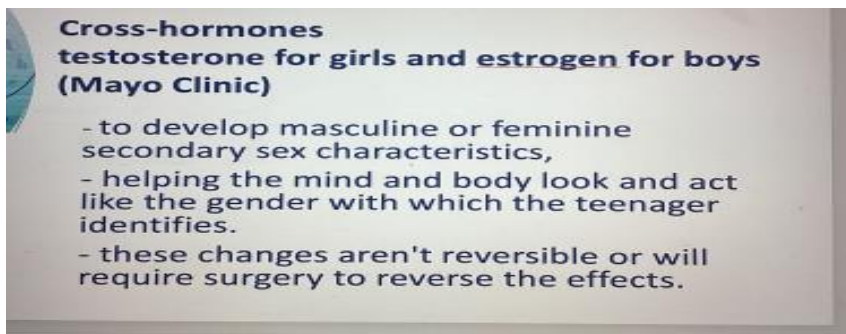 Cross-hormones
testosterone for girls and estrogen for boys
(Mayo Clinic)
- to develop masculine or feminine
secondary sex characteristics,
- helping the mind and body look and act
like the gender with which the teenager
identifies.
- these changes aren't reversible or will
require surgery to reverse the effects.